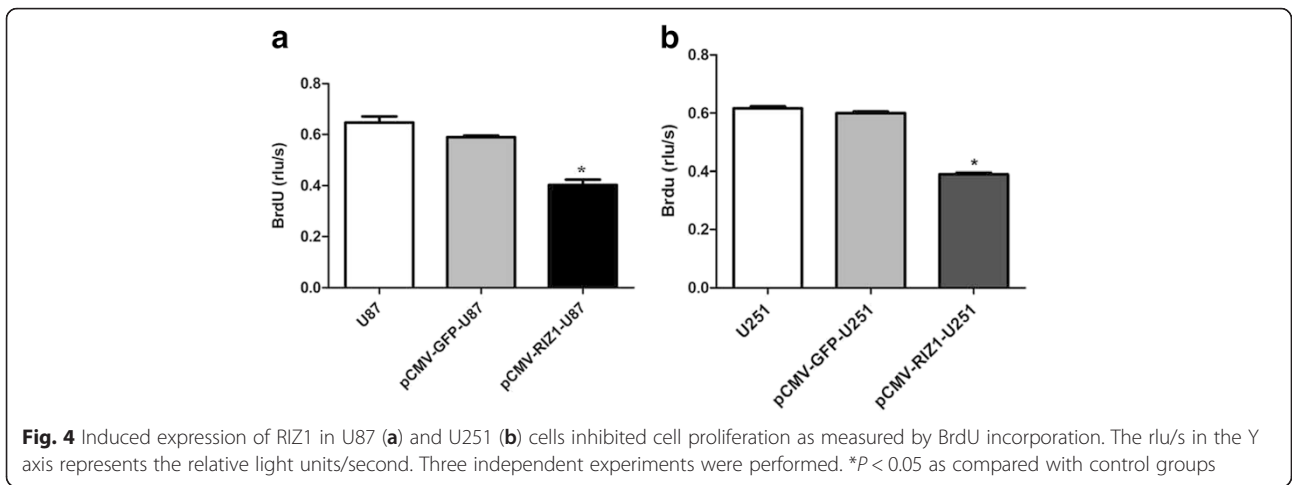 a
BrdU (rlu/s)
0.8
0.6
0.4
0.2
0.0
*
U87
pCMV-GFP-U87
pCMV-RIZ1-U87
b
Brdu (rlu/s)
0.8
0.6
0.4
0.2
0.0
*
U251
pCMV-GFP-U251
pCMV-RIZ1-U251
Fig. 4 Induced expression of RIZ1 in U87 (a) and U251 (b) cells inhibited cell proliferation as measured by BrdU incorporation. The rlu/s in the Y
axis represents the relative light units/second. Three independent experiments were performed. *P < 0.05 as compared with control groups